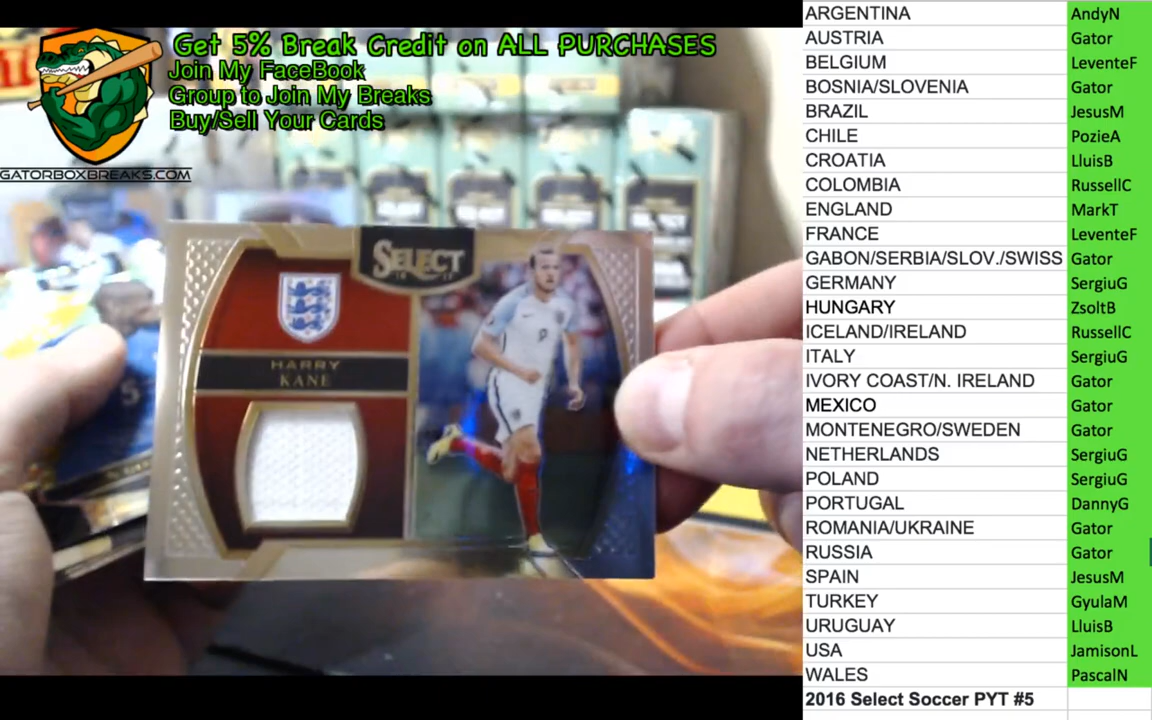 Get 5% Break Credit on ALL PURCHASES
Join My FaceBook
Group to Join My Breaks
Buy/Sell Your Cards
GATORBOXBREAKS.COM
SELECT
HARRY
KANE
9
ARGENTINA AndyN
AUSTRIA Gator
BELGIUM LeventeF
BOSNIA/SLOVENIA Gator
BRAZIL JesusM
CHILE PozieA
CROATIA LluisB
COLOMBIA RussellC
ENGLAND MarkT
FRANCE LeventeF
GABON/SERBIA/SLOV./SWISS Gator
GERMANY SergiuG
HUNGARY ZsoltB
ICELAND/IRELAND RussellC
ITALY SergiuG
IVORY COAST/N. IRELAND Gator
MEXICO Gator
MONTENEGRO/SWEDEN Gator
NETHERLANDS SergiuG
POLAND SergiuG
PORTUGAL DannyG
ROMANIA/UKRAINE Gator
RUSSIA Gator
SPAIN JesusM
TURKEY GyulaM
URUGUAY LluisB
USA JamisonL
WALES PascalN
2016 Select Soccer PYT #5